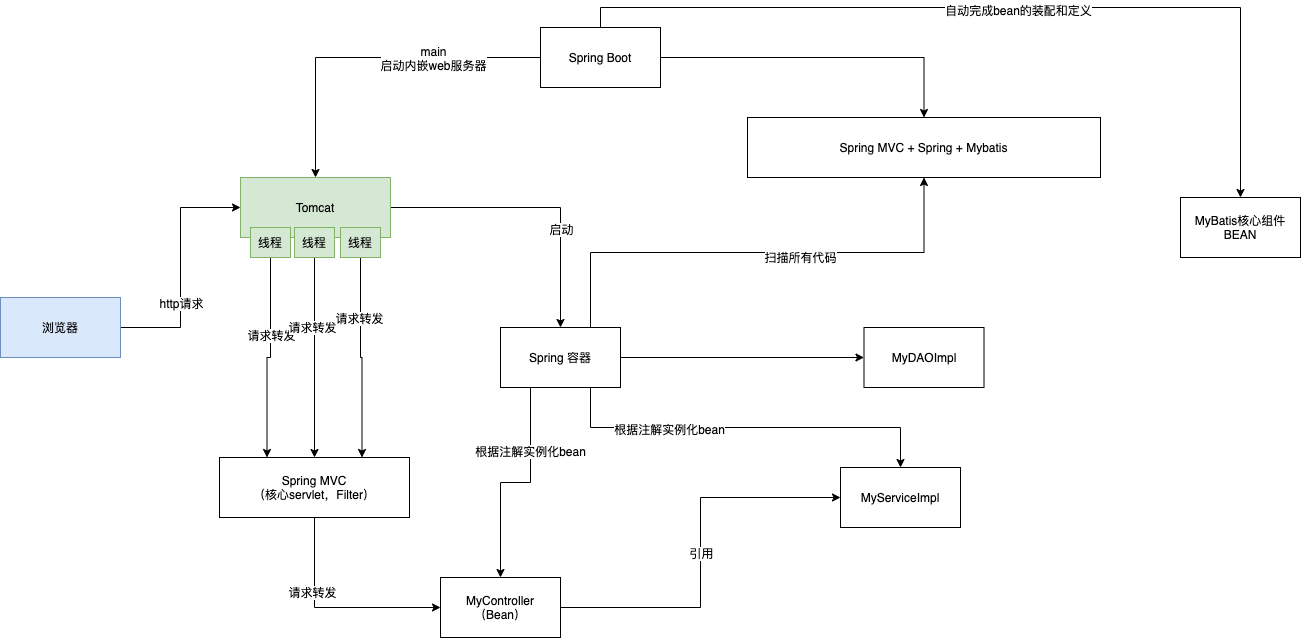 自动完成bean的装配和定义
main
启动内嵌web服务器
Spring Boot
Spring MVC + Spring + Mybatis
Tomcat
线程
线程
线程
启动
MyBatis核心组件
BEAN
扫描所有代码
http请求
浏览器
请求转发
请求转发
请求转发
Spring 容器
MyDAOImpl
根据注解实例化bean
根据注解实例化bean
Spring MVC
（核心servlet，Filter）
MyServiceImpl
引用
请求转发
MyController
（Bean）